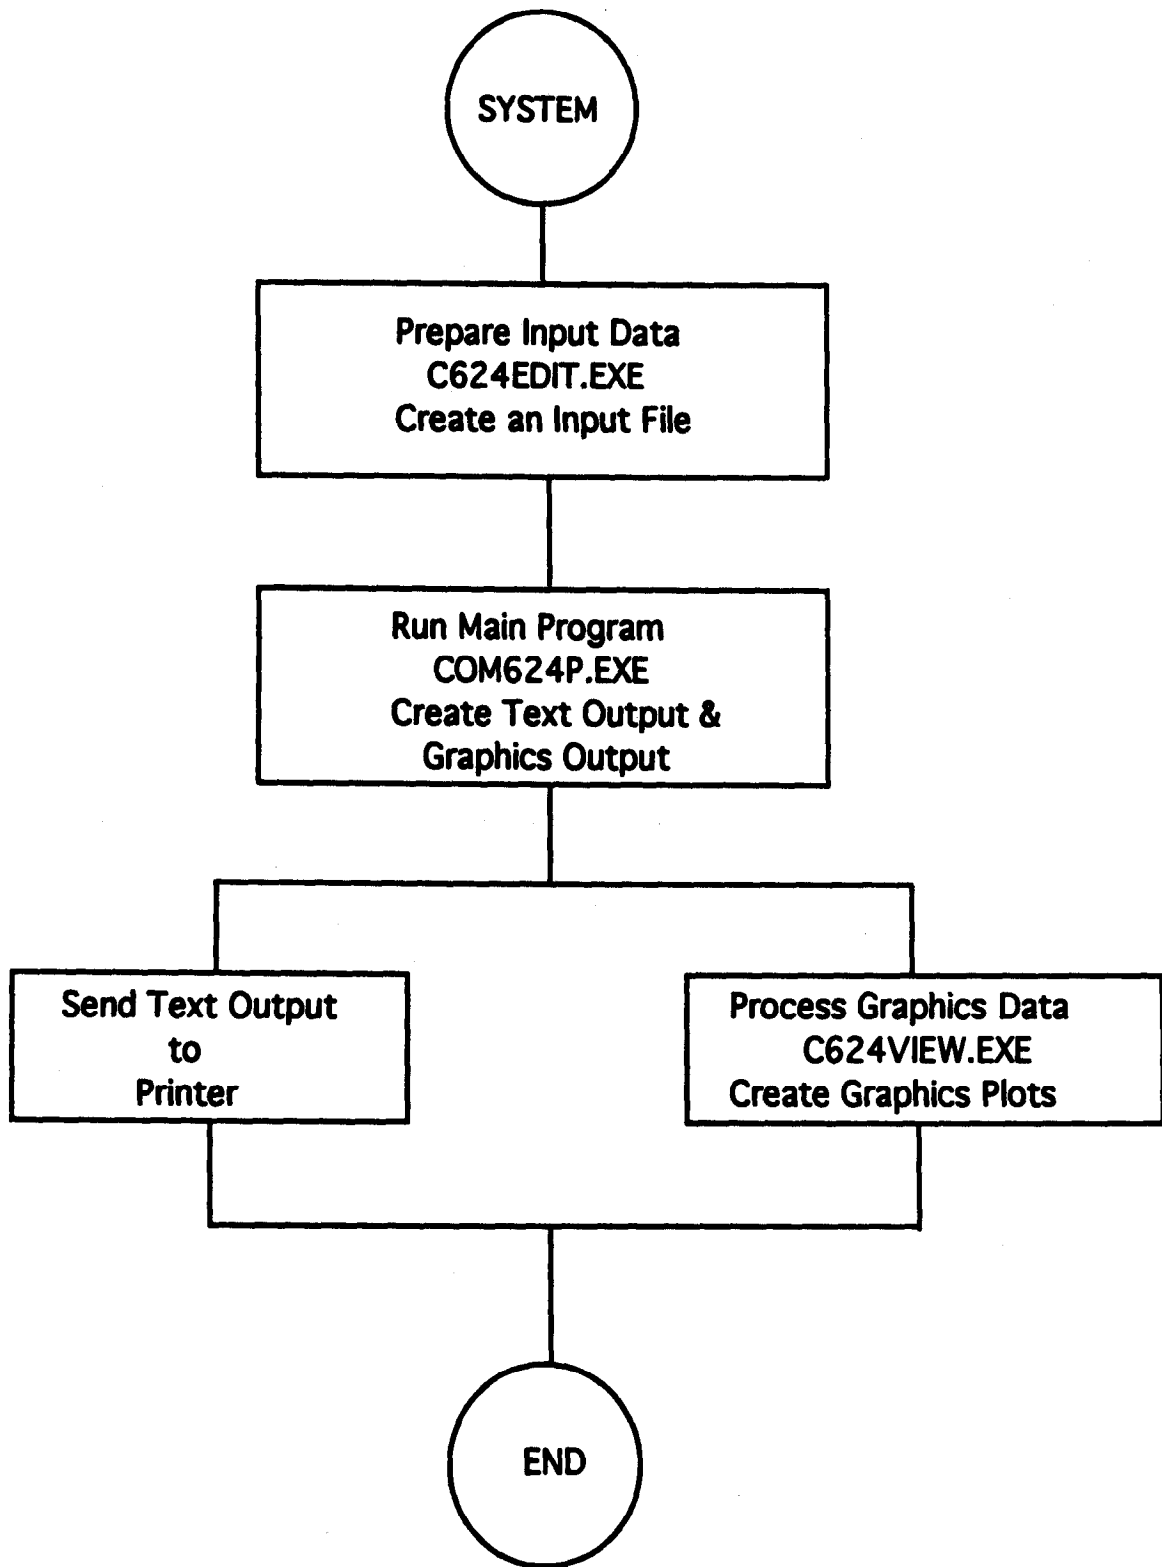 SYSTEM
Prepare Input Data
C624EDIT.EXE
Create an Input File
Run Main Program
COM624P.EXE
Create Text Output &
Graphics Output
Send Text Output
to
Printer
Process Graphics Data
C624VIEW.EXE
Create Graphics Plots
END